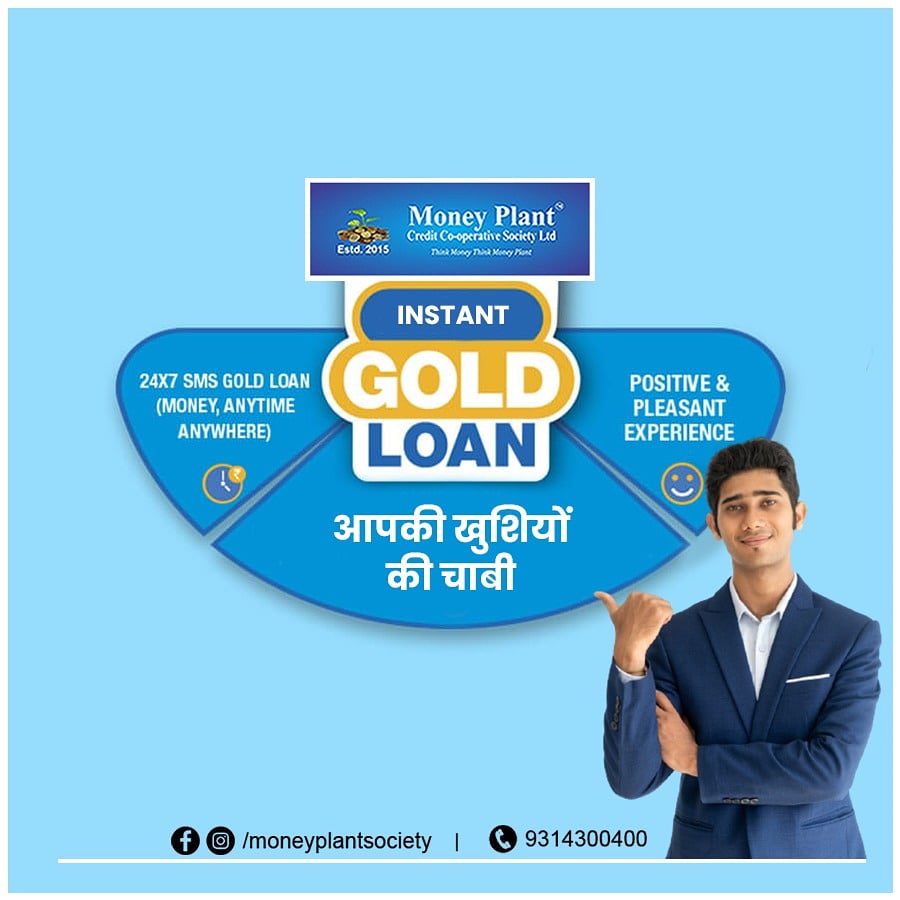 Money Plant
Credit Co-operative Society Ltd
Estd. 2015
Think Money Think Money Plant
INSTANT
GOLD
LOAN
24X7 SMS GOLD LOAN
(MONEY, ANYTIME
ANYWHERE)
₹
POSITIVE &
PLEASANT
EXPERIENCE
आपकी खुशियों
की चाबी
/moneyplantsociety | 9314300400